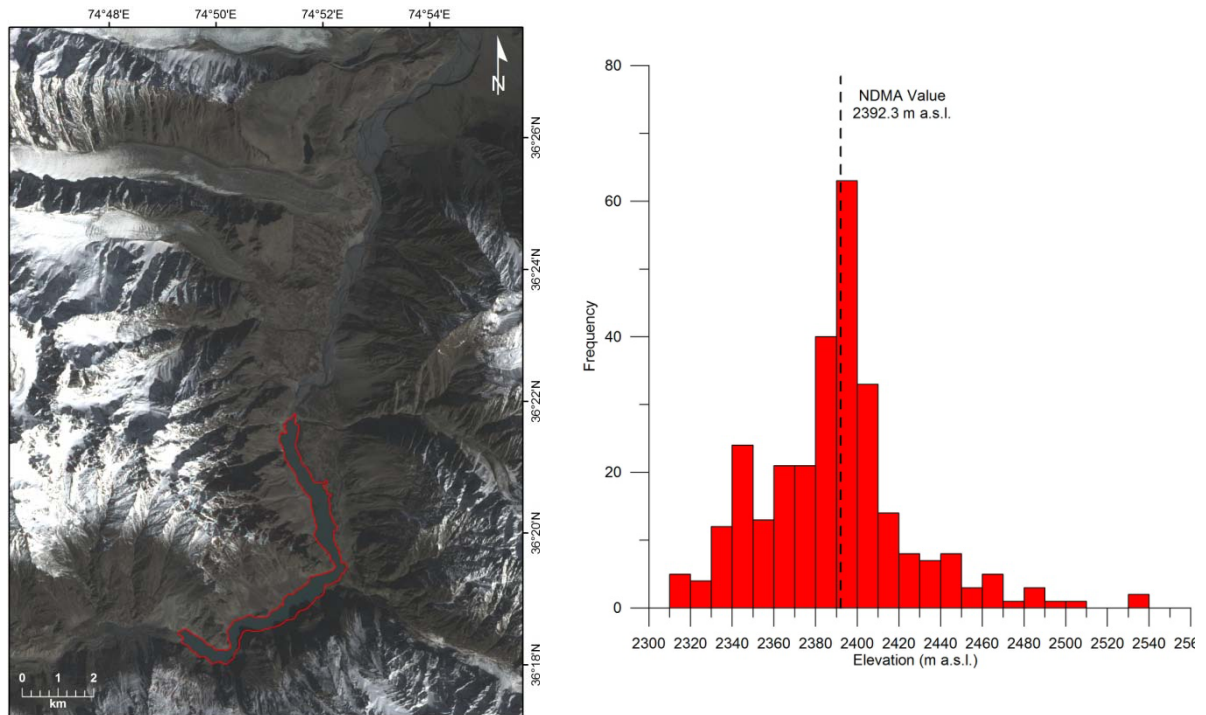 74°48'E 74°50'E 74°52'E 74°54'E
N
36°26'N
36°24'N
36°22'N
36°20'N
36°18'N
0 1 2
km
80
60
40
20
0
Frequency
NDMA Value
2392.3 m a.s.l.
2300 2320 2340 2360 2380 2400 2420 2440 2460 2480 2500 2520 2540 256
Elevation (m a.s.l.)